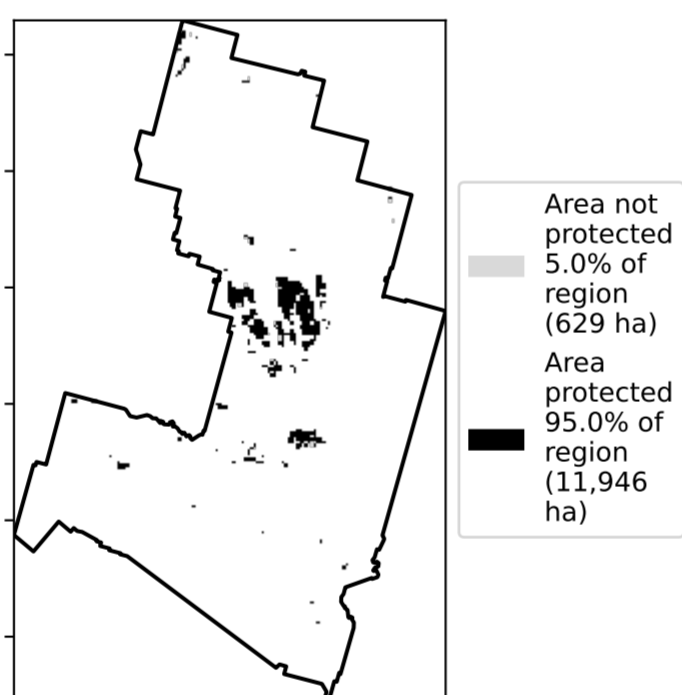 Area not
protected
5.0% of
region
(629 ha)
Area
protected
95.0% of
region
(11,946
ha)